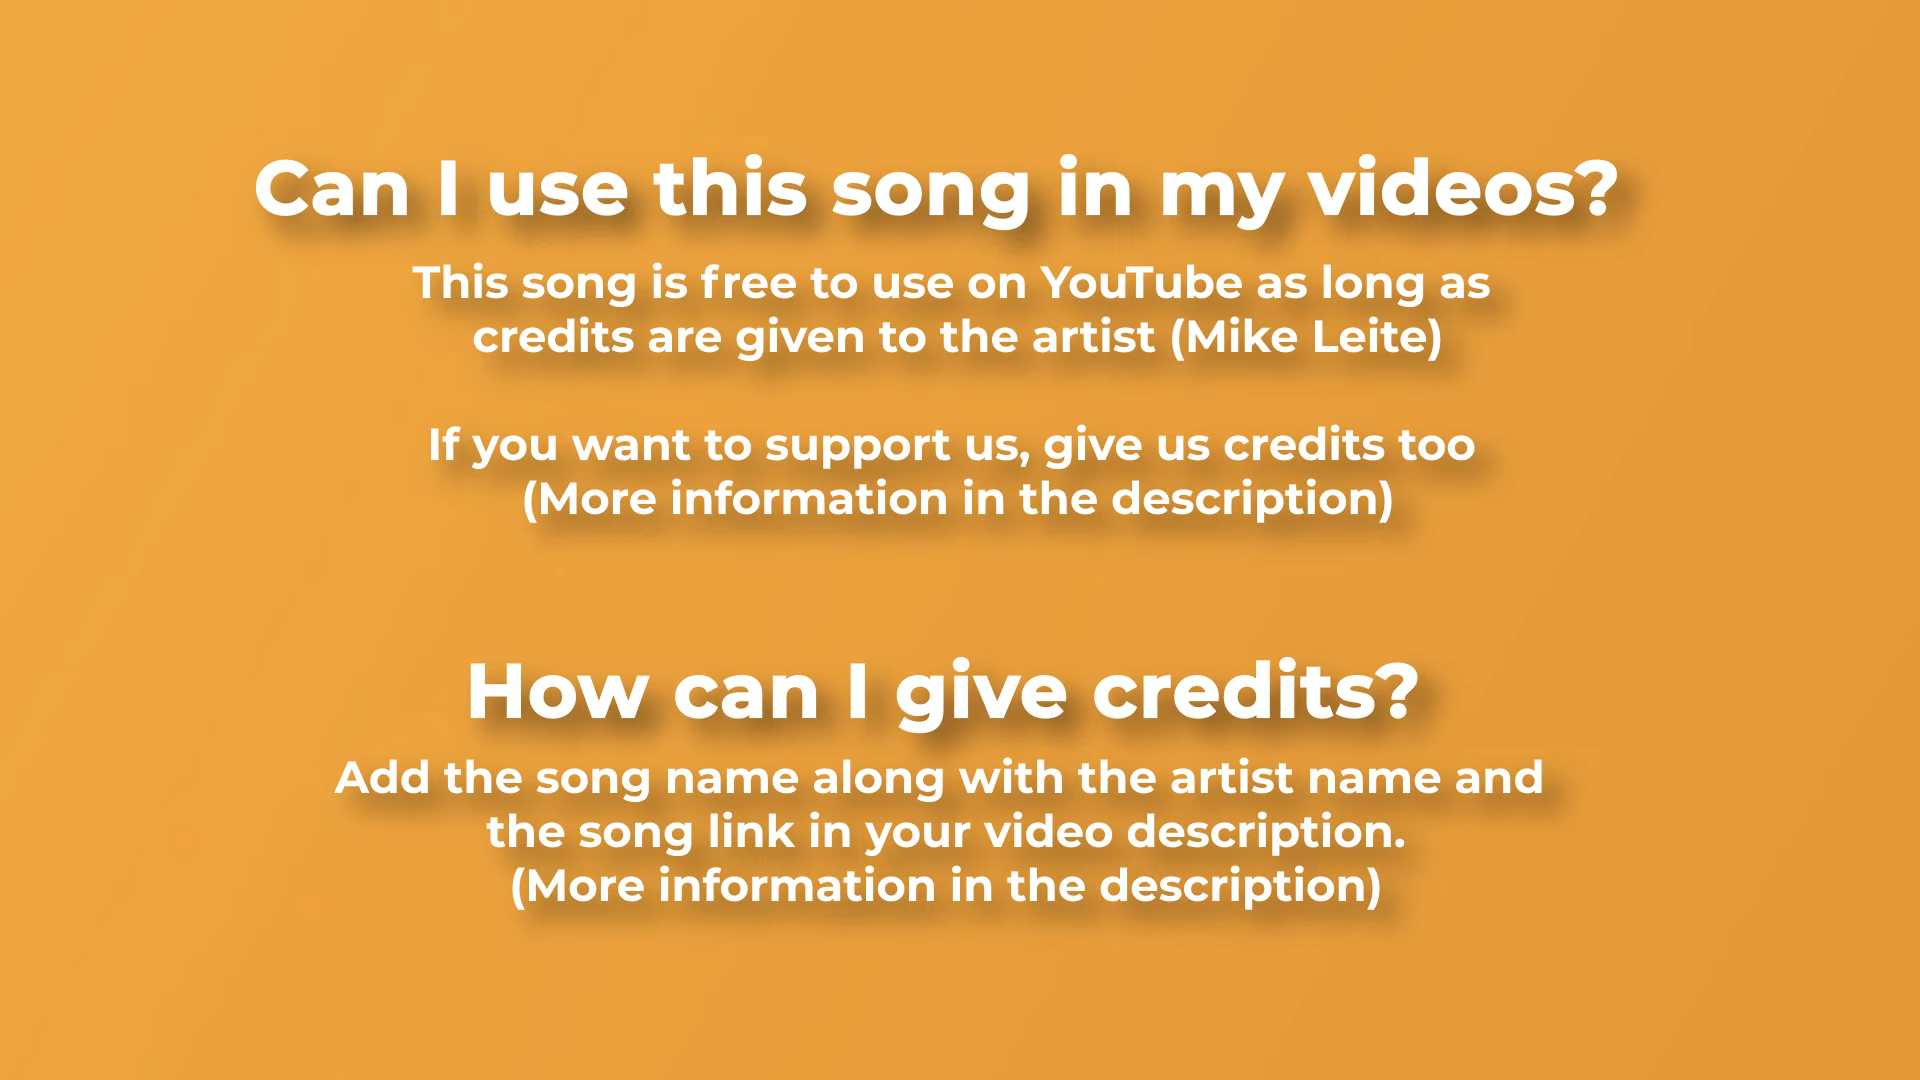 Can I use this song in my videos?
This song is free to use on YouTube as long as
credits are given to the artist (Mike Leite)
If you want to support us, give us credits too
(More information in the description)
How can I give credits?
Add the song name along with the artist name and
the song link in your video description.
(More information in the description)